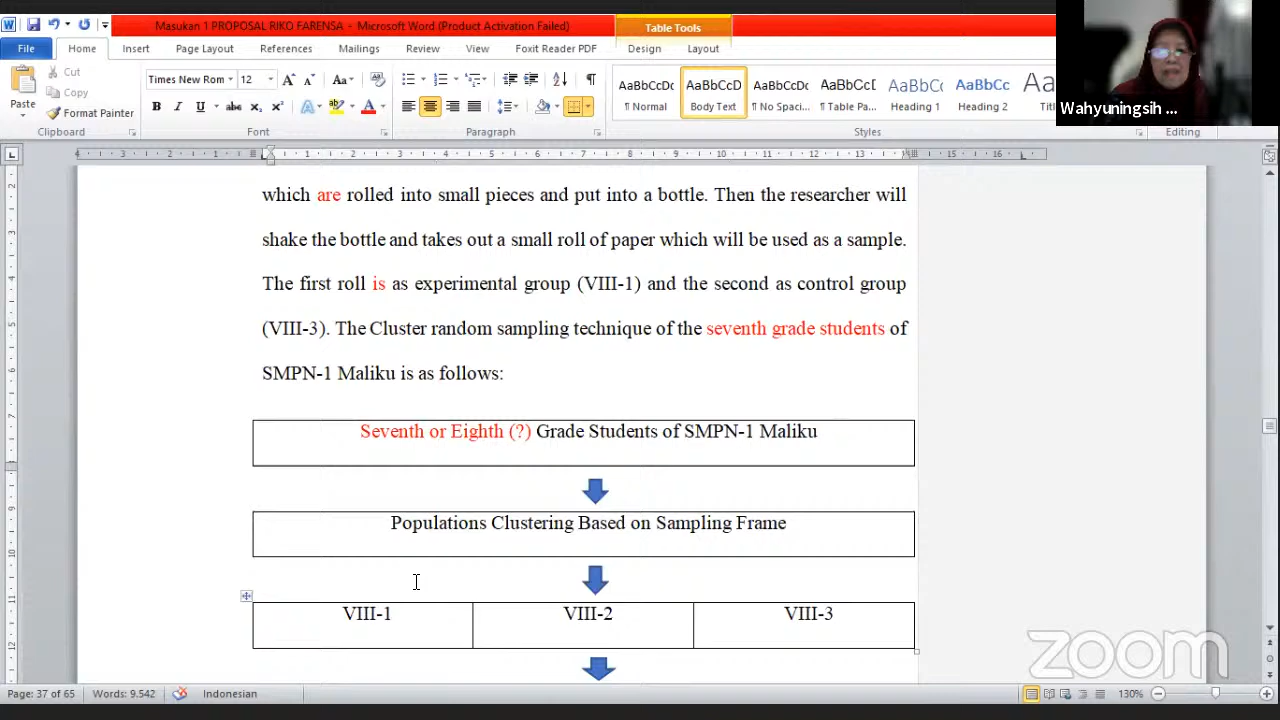 Masukan 1 PROPOSAL RIKO FARENSA - Microsoft Word (Product Activation Failed)
Table Tools
File Home Insert Page Layout References Mailings Review View Foxit Reader PDF Design Layout
Paste
Cut
Copy
Format Painter
Clipboard
Times New Rom 12
Font
Paragraph
AaBbCcDc AaBbCcD AaBbCcDc AaBbCcD AaBbCc AaBbCc
¶ Normal Body Text ¶ No Spaci... ¶ Table Pa... Heading 1 Heading 2
Styles
Editing
Wahyuningsih ...
which are rolled into small pieces and put into a bottle. Then the researcher will
shake the bottle and takes out a small roll of paper which will be used as a sample.
The first roll is as experimental group (VIII-1) and the second as control group
(VIII-3). The Cluster random sampling technique of the seventh grade students of
SMPN-1 Maliku is as follows:
Seventh or Eighth (?) Grade Students of SMPN-1 Maliku
Populations Clustering Based on Sampling Frame
VIII-1 VIII-2 VIII-3
zoom
Page: 37 of 65 Words: 9.542 Indonesian 130%